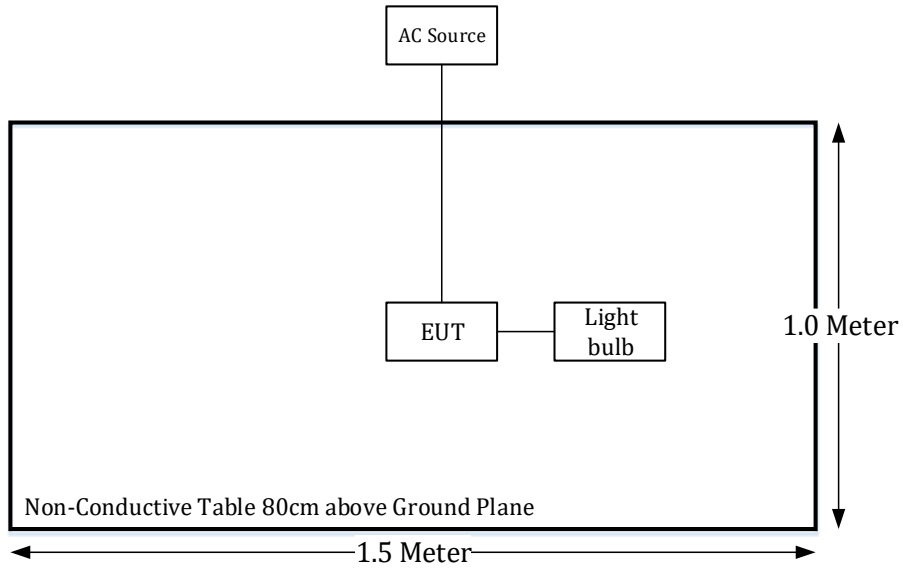 AC Source
EUT
Light
bulb
1.0 Meter
Non-Conductive Table 80cm above Ground Plane
1.5 Meter